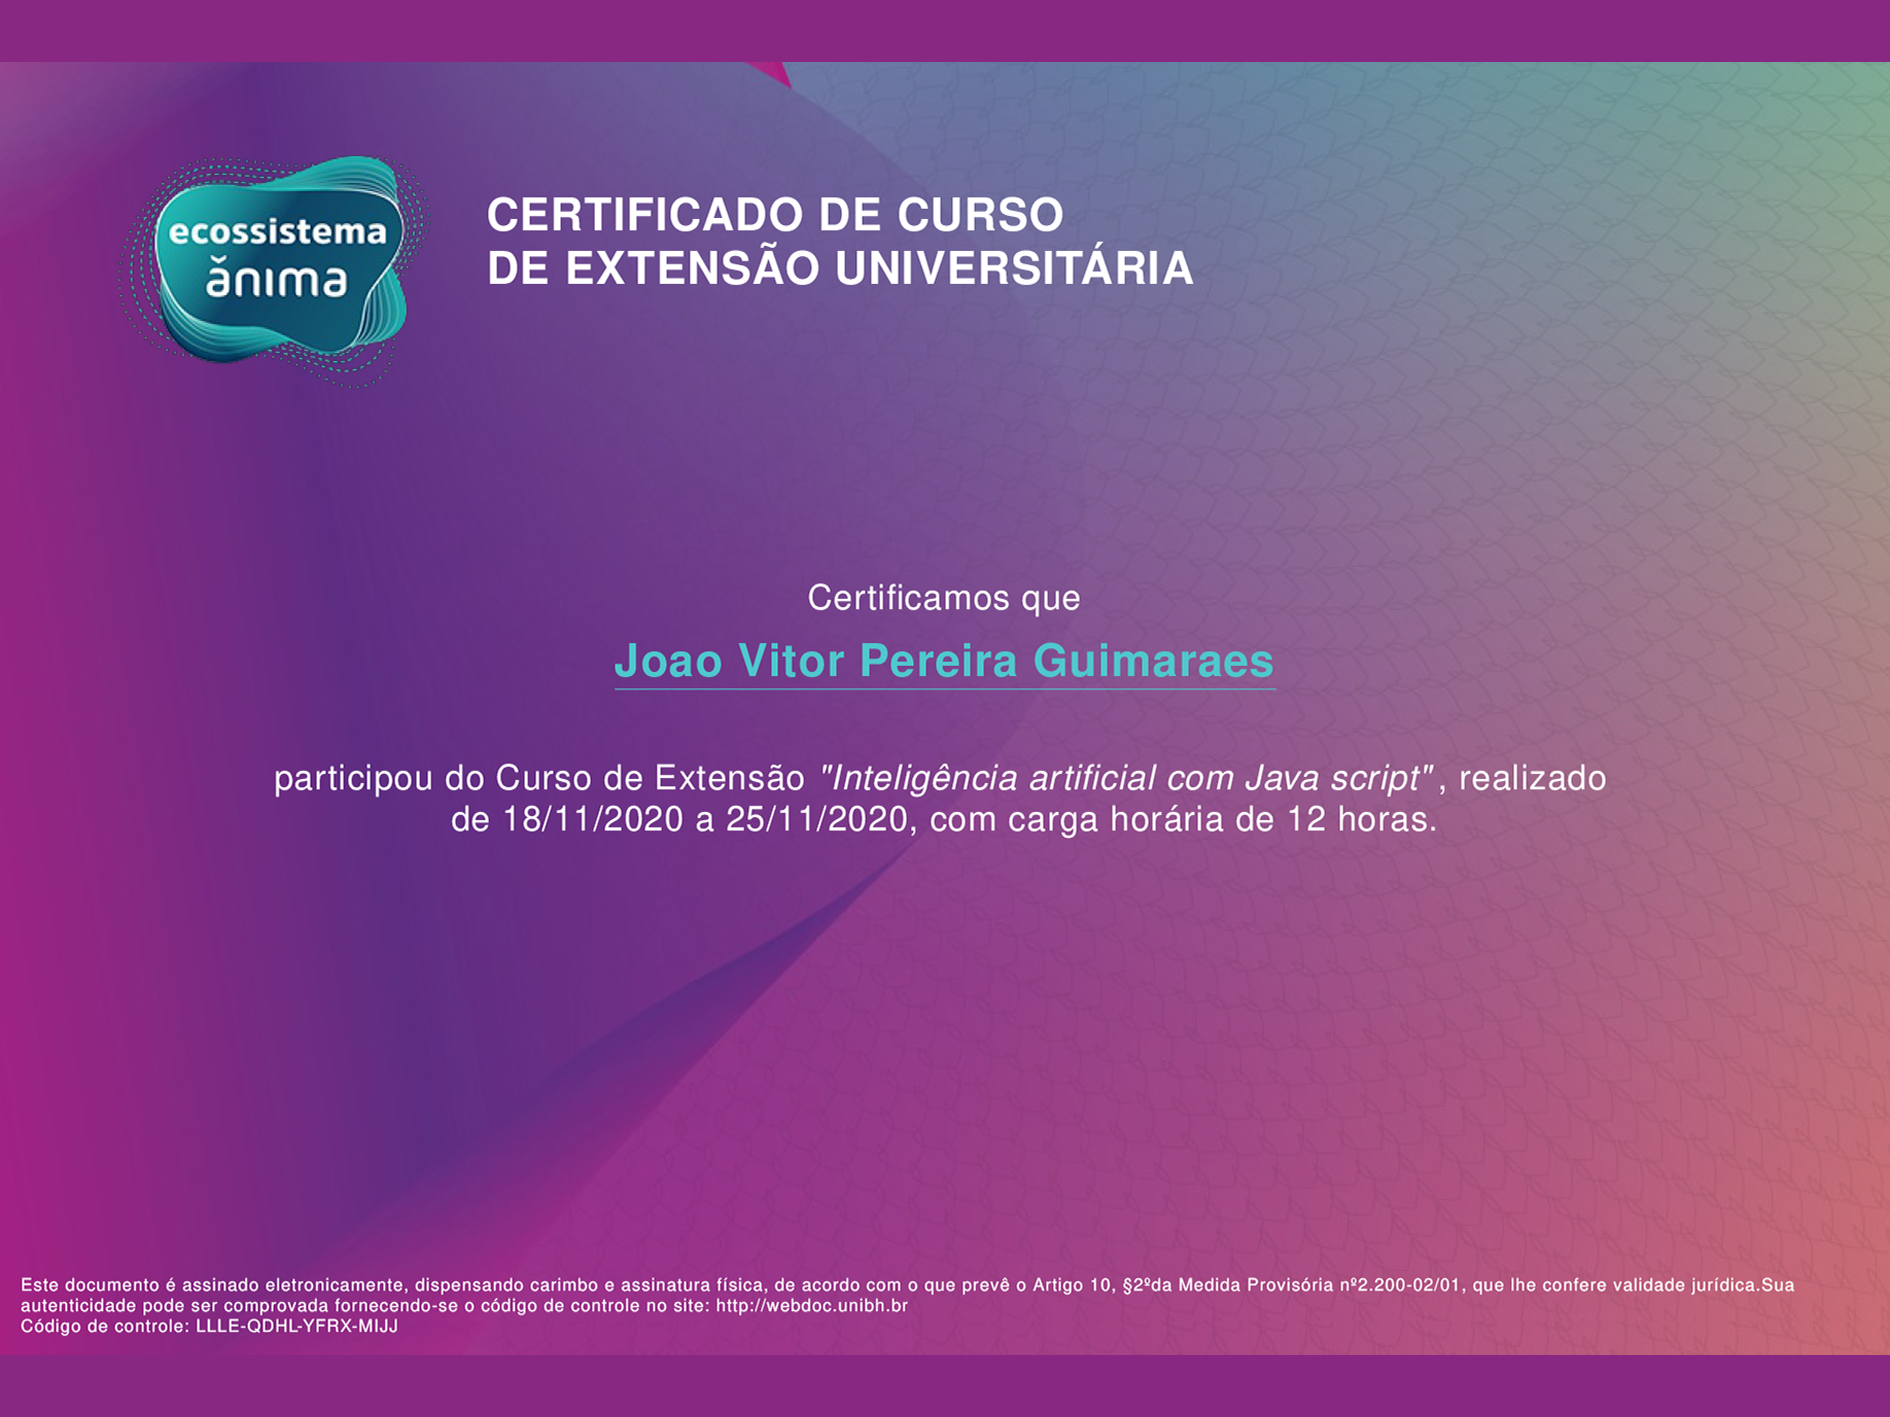 ecossistema
ănıma
CERTIFICADO DE CURSO
DE EXTENSÃO UNIVERSITÁRIA
Certificamos que
Joao Vitor Pereira Guimaraes
participou do Curso de Extensão "Inteligência artificial com Java script", realizado
de 18/11/2020 a 25/11/2020, com carga horária de 12 horas.
Este documento é assinado eletronicamente, dispensando carimbo e assinatura física, de acordo com o que prevê o Artigo 10, §2ºda Medida Provisória nº2.200-02/01, que lhe confere validade jurídica.Sua
autenticidade pode ser comprovada fornecendo-se o código de controle no site: http://webdoc.unibh.br
Código de controle: LLLE-QDHL-YFRX-MIJJ